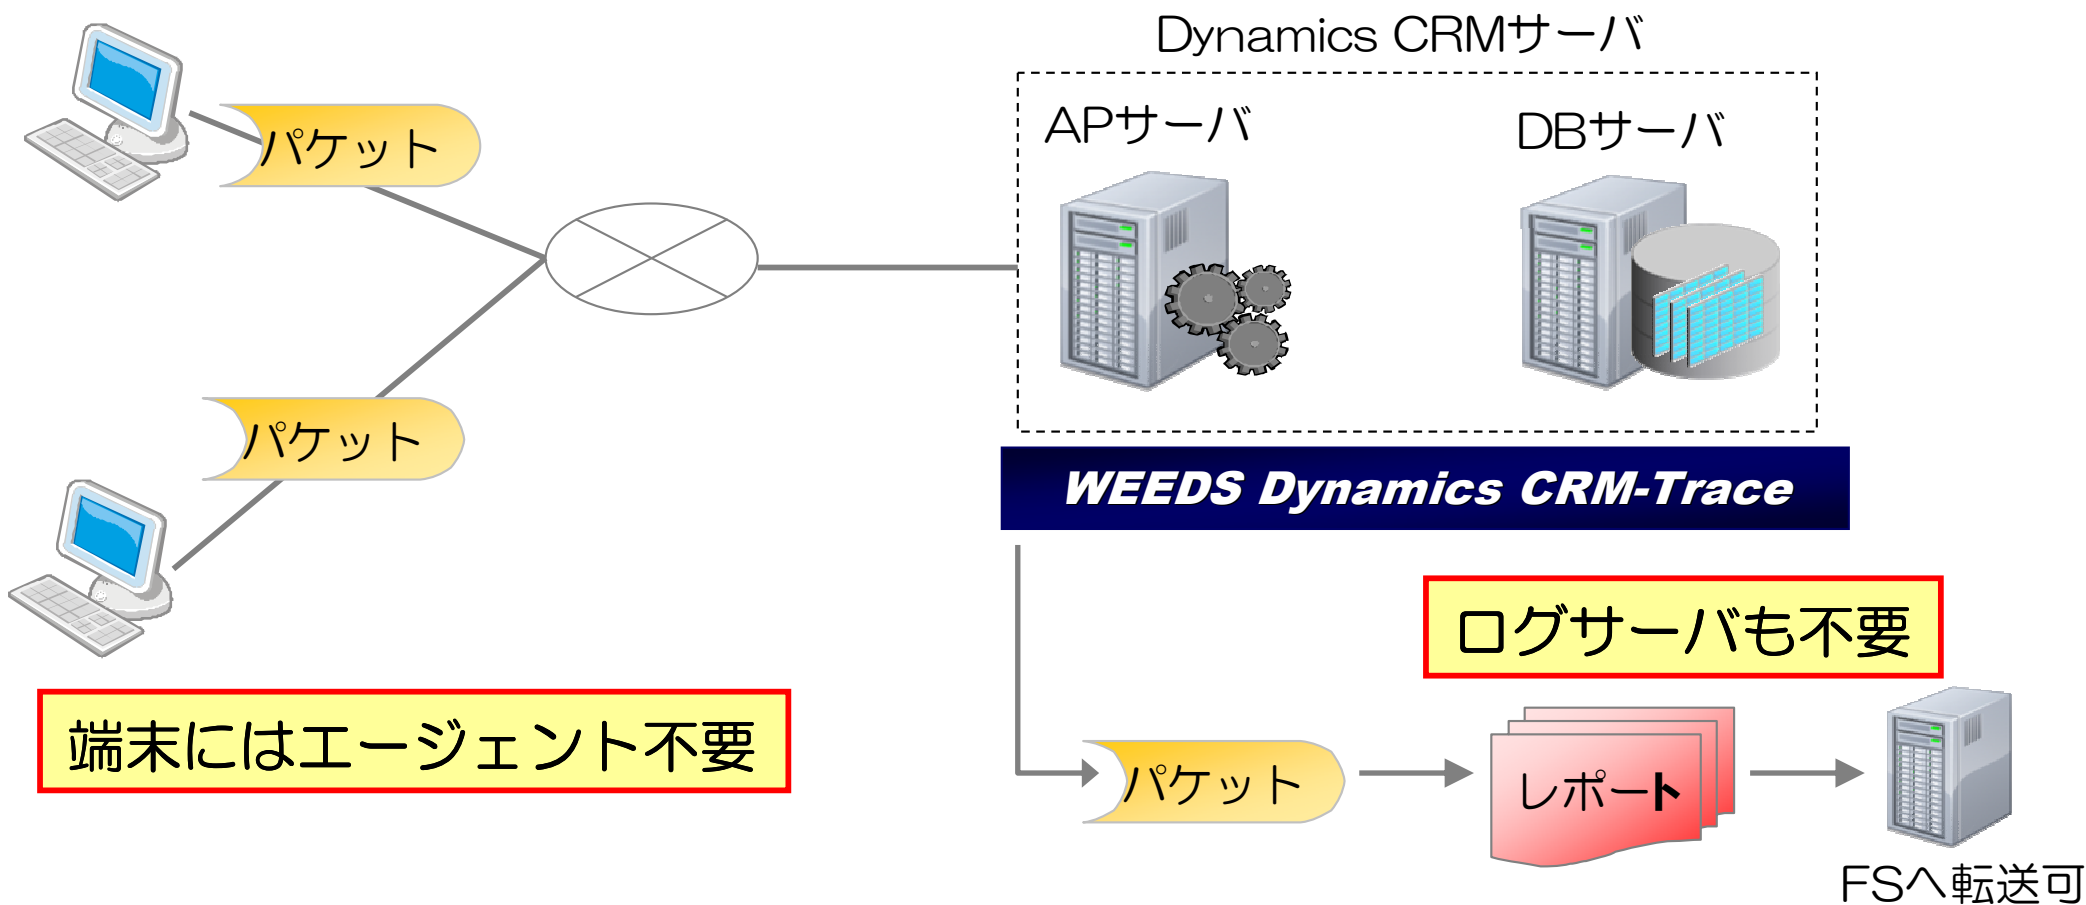 Dynamics CRMサーバ
APサーバ
DBサーバ
パケット
パケット
WEEDS Dynamics CRM-Trace
ログサーバも不要
端末にはエージェント不要
パケット
レポート
FSへ転送可